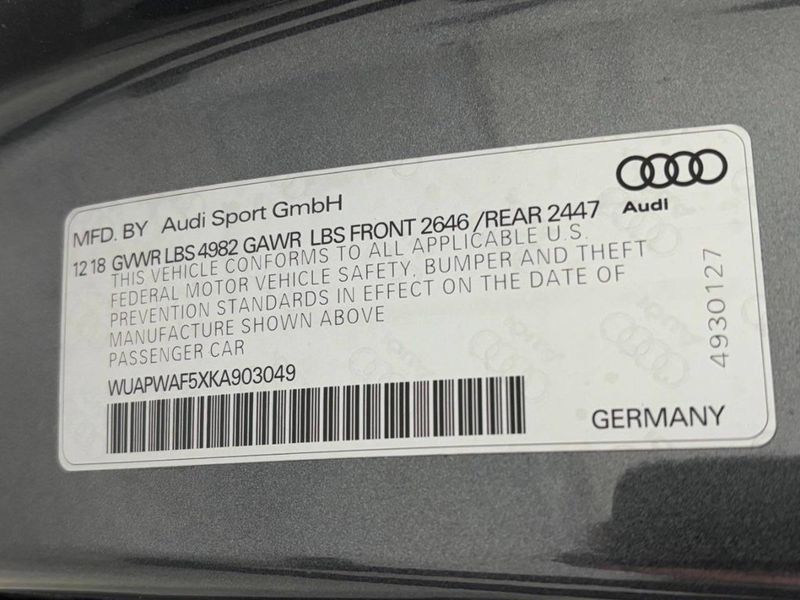 MFD. BY Audi Sport GmbH
Audi
12 18 GVWR LBS 4982 GAWR LBS FRONT 2646 /REAR 2447
THIS VEHICLE CONFORMS TO ALL APPLICABLE U.S.
FEDERAL MOTOR VEHICLE SAFETY, BUMPER AND THEFT
PREVENTION STANDARDS IN EFFECT ON THE DATE OF
MANUFACTURE SHOWN ABOVE
PASSENGER CAR
WUAPWAF5XKA903049
GERMANY
4930127